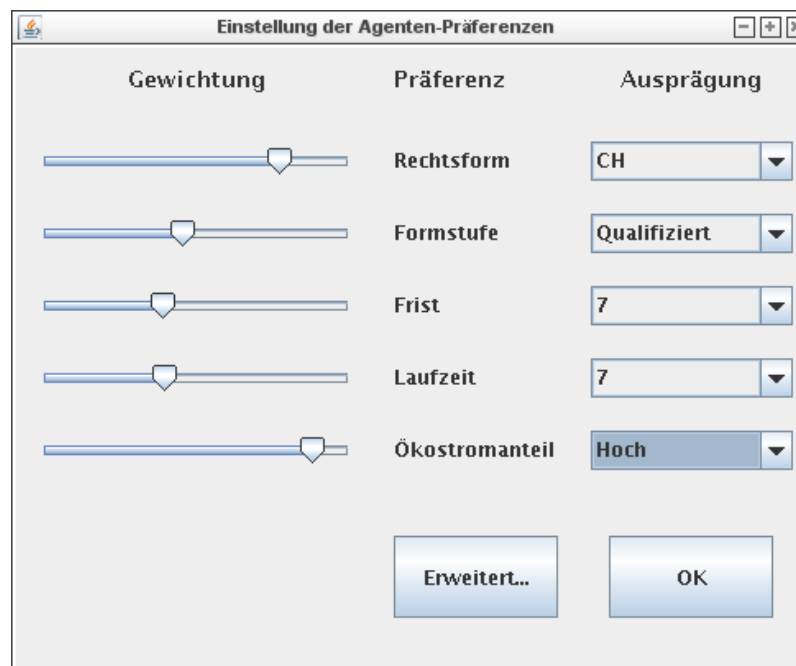 Einstellung der Agenten-Präferenzen
Gewichtung Präferenz Ausprägung
Rechtsform CH
Formstufe Qualifiziert
Frist 7
Laufzeit 7
Ökostromanteil Hoch
Erweitert... OK